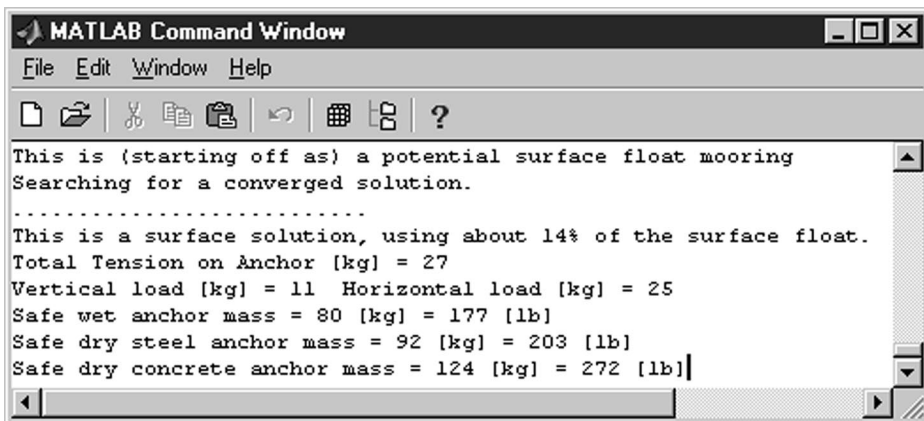 MATLAB Command Window
File Edit Window Help
?
This is (starting off as) a potential surface float mooring
Searching for a converged solution.
...........................
This is a surface solution, using about 14% of the surface float.
Total Tension on Anchor [kg] = 27
Vertical load [kg] = 11  Horizontal load [kg] = 25
Safe wet anchor mass = 80 [kg] = 177 [lb]
Safe dry steel anchor mass = 92 [kg] = 203 [lb]
Safe dry concrete anchor mass = 124 [kg] = 272 [lb]